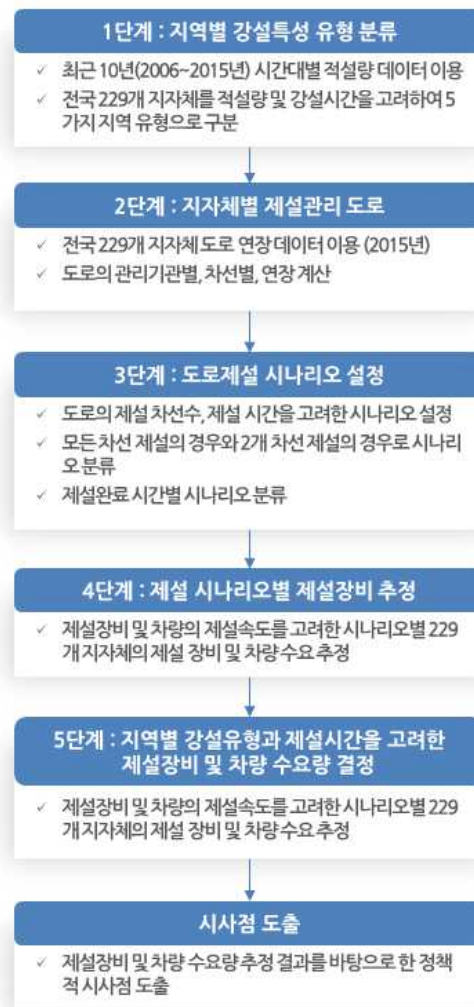 1단계 : 지역별 강설특성 유형 분류
✓ 최근 10년(2006~2015년) 시간대별 적설량 데이터 이용
✓ 전국 229개 지자체를 적설량 및 강설시간을 고려하여 5
가지 지역 유형으로 구분
2단계 : 지자체별 제설관리 도로
✓ 전국 229개 지자체 도로 연장 데이터 이용 (2015년)
✓ 도로의 관리기관별, 차선별, 연장 계산
3단계 : 도로제설 시나리오 설정
✓ 도로의 제설 차선수, 제설 시간을 고려한 시나리오 설정
✓ 모든 차선 제설의 경우와 2개 차선 제설의 경우로 시나리
오 분류
✓ 제설완료 시간별 시나리오 분류
4단계 : 제설 시나리오별 제설장비 추정
✓ 제설장비 및 차량의 제설속도를 고려한 시나리오별 229
개 지자체의 제설 장비 및 차량 수요 추정
5단계 : 지역별 강설유형과 제설시간을 고려한
제설장비 및 차량 수요량 결정
✓ 제설장비 및 차량의 제설속도를 고려한 시나리오별 229
개 지자체의 제설 장비 및 차량 수요 추정
시사점 도출
✓ 제설장비 및 차량 수요량 추정 결과를 바탕으로 한 정책
적 시사점 도출